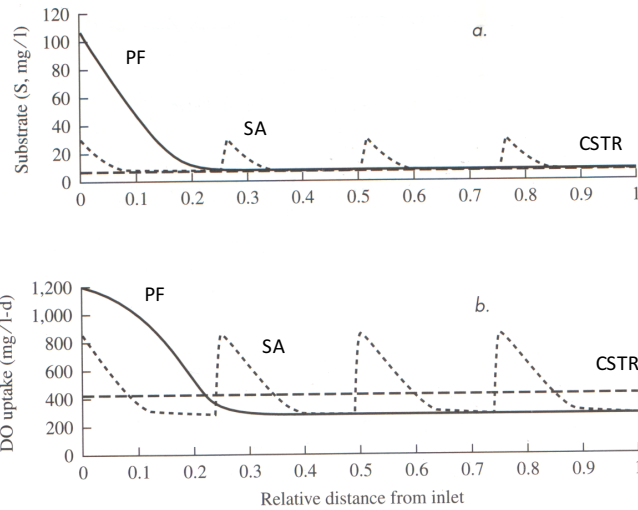 120
100
80
60
40
20
0
Substrate (S, mg/l)
a.
PF
SA
CSTR
0 0.1 0.2 0.3 0.4 0.5 0.6 0.7 0.8 0.9 1
1,200
1,000
800
600
400
200
0
DO uptake (mg/l-d)
b.
PF
SA
CSTR
0 0.1 0.2 0.3 0.4 0.5 0.6 0.7 0.8 0.9 1
Relative distance from inlet